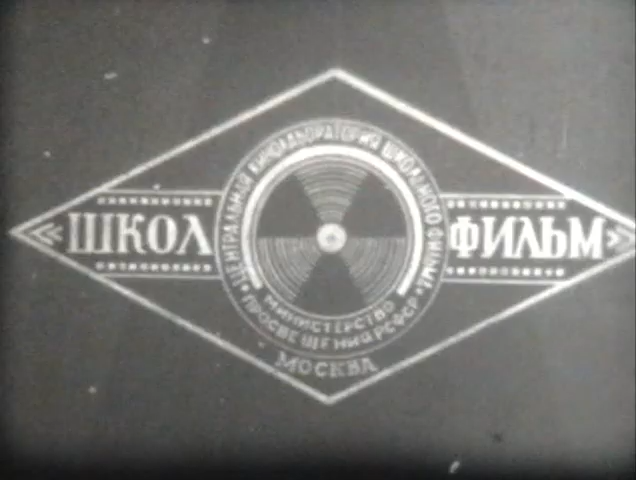 «ШКОЛ ФИЛЬМ»
ЦЕНТРАЛЬНАЯ КИНОЛАБОРАТОРИЯ ШКОЛЬНОГО ФИЛЬМА
МИНИСТЕРСТВО
ПРОСВЕЩЕНИЯ РСФСР
МОСКВА